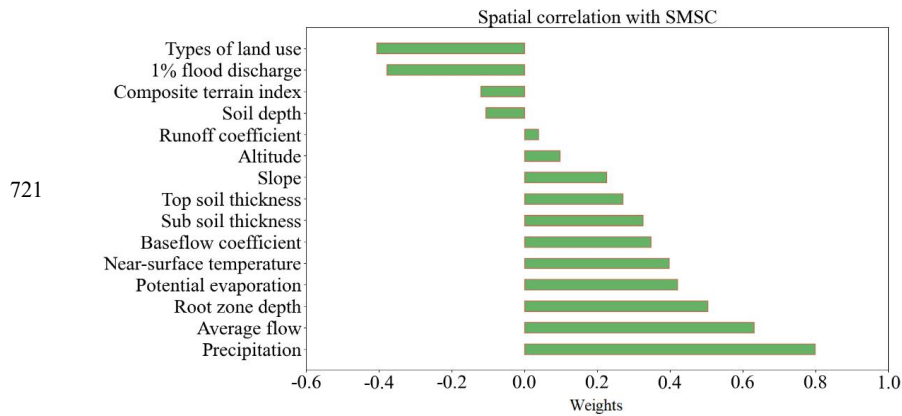 Spatial correlation with SMSC
Types of land use
1% flood discharge
Composite terrain index
Soil depth
Runoff coefficient
Altitude
Slope
721
Top soil thickness
Sub soil thickness
Baseflow coefficient
Near-surface temperature
Potential evaporation
Root zone depth
Average flow
Precipitation
-0.6 -0.4 -0.2 0.0 0.2 0.4 0.6 0.8 1.0
Weights